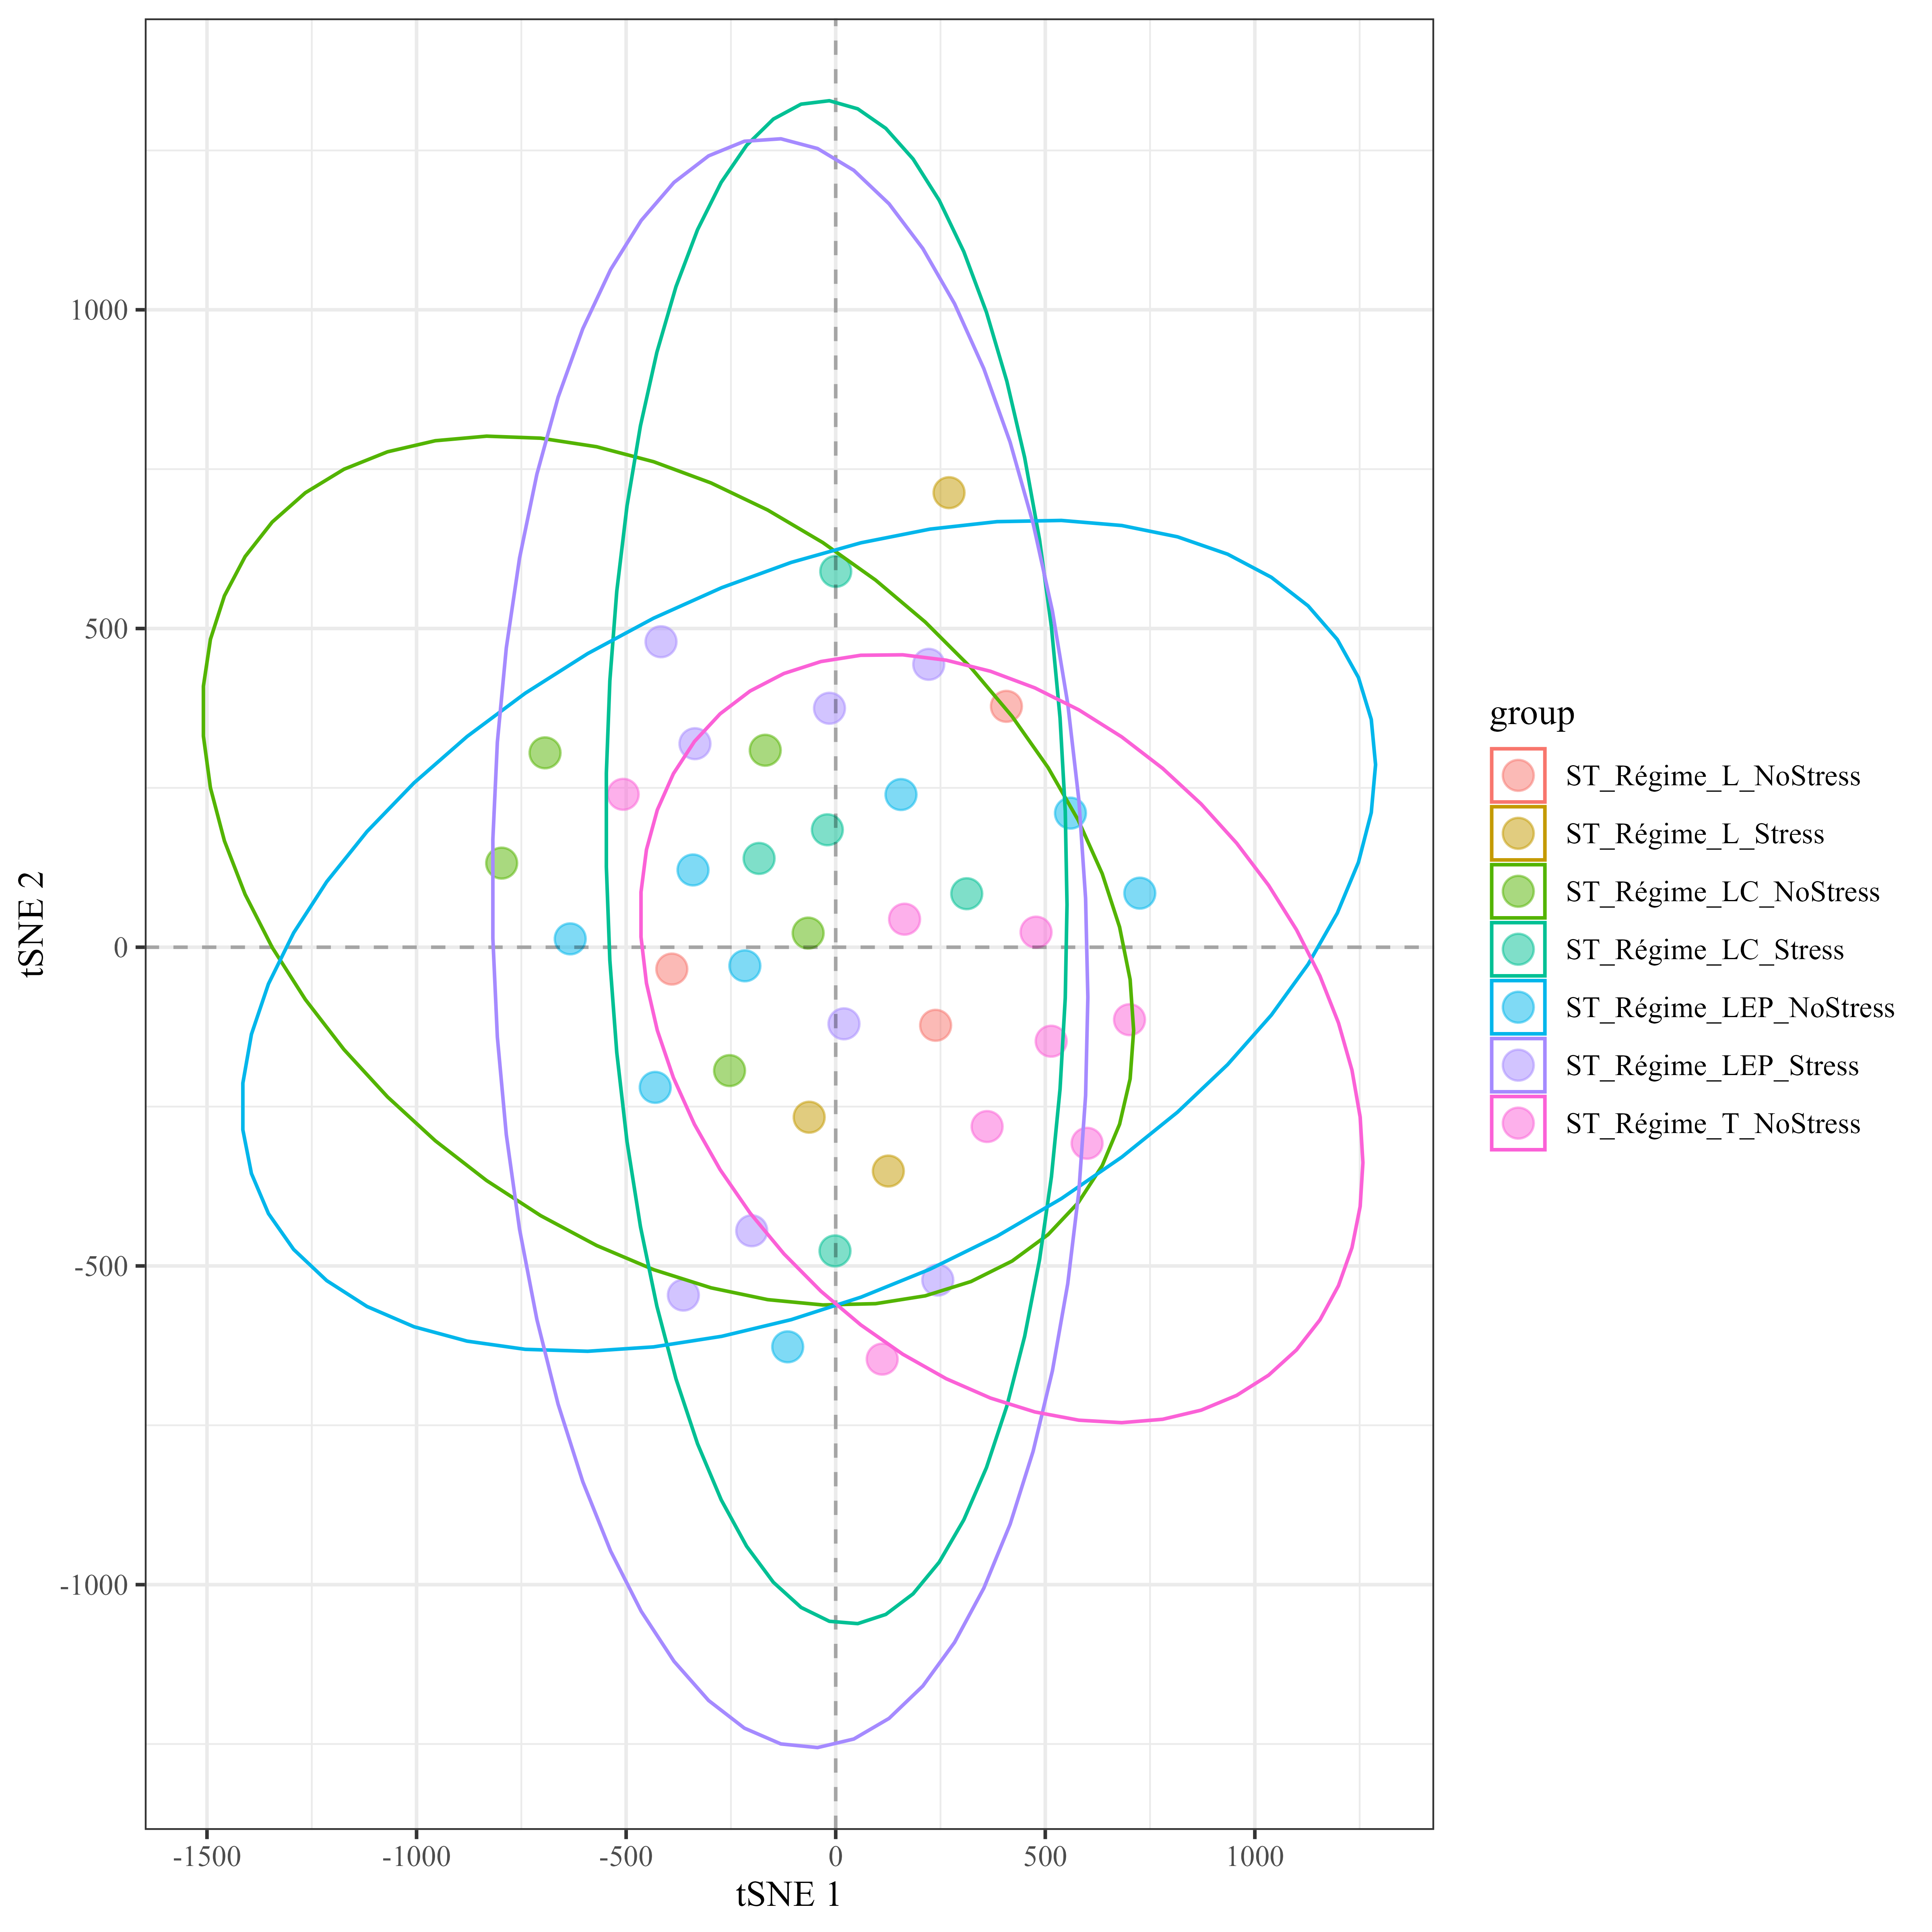 1000
500
0
-500
-1000
tSNE 2
-1500
-1000
-500
0
500
1000
tSNE 1
group
ST_Régime_L_NoStress
ST_Régime_L_Stress
ST_Régime_LC_NoStress
ST_Régime_LC_Stress
ST_Régime_LEP_NoStress
ST_Régime_LEP_Stress
ST_Régime_T_NoStress